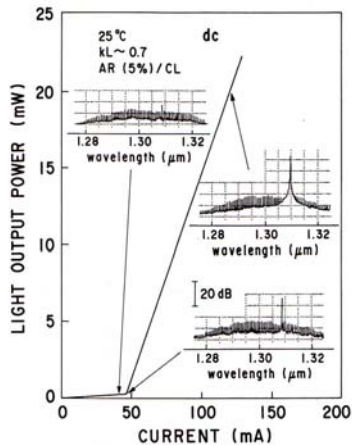 25°C
kL~0.7
AR (5%)/CL
dc
1.28 1.30 1.32
wavelength (μm)
1.28 1.30 1.32
wavelength (μm)
20 dB
1.28 1.30 1.32
wavelength (μm)
LIGHT OUTPUT POWER (mW)
25
20
15
10
5
0
0 50 100 150 200
CURRENT (mA)